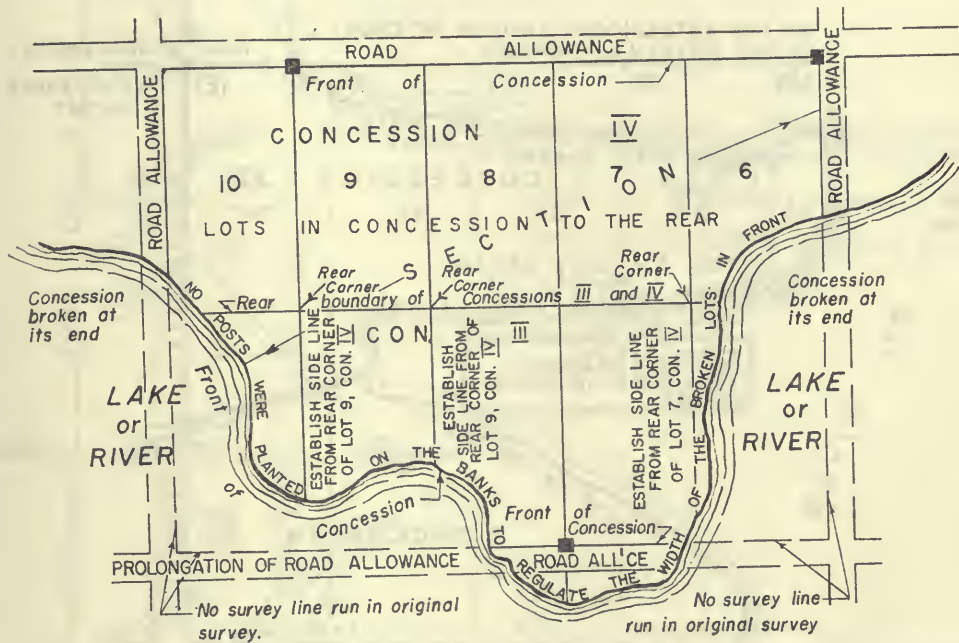 ROAD ALLOWANCE
ROAD ALLOWANCE
ROAD ALLOWANCE
Front of Concession
CONCESSION IV
10 9 8 7 6
LOTS IN CONCESSION TO THE REAR
SECTION
Rear Corner
Rear Corner
Rear Corner
Rear boundary of Concessions III and IV
CON. III
Concession
broken at
its end
Concession
broken at
its end
LAKE
or
RIVER
LAKE
or
RIVER
NO POSTS WERE PLANTED ON THE BANKS TO REGULATE THE WIDTH OF THE BROKEN LOTS IN FRONT
Front of Concession
ESTABLISH SIDE LINE
FROM REAR CORNER
OF LOT 9, CON. IV
ESTABLISH
SIDE LINE FROM
REAR CORNER OF
LOT 9, CON. IV
ESTABLISH SIDE LINE
FROM REAR CORNER
OF LOT 7, CON. IV
Front of
Concession
ROAD ALL'CE
PROLONGATION OF ROAD ALLOWANCE
No survey line run in original
survey.
No survey line
run in original survey